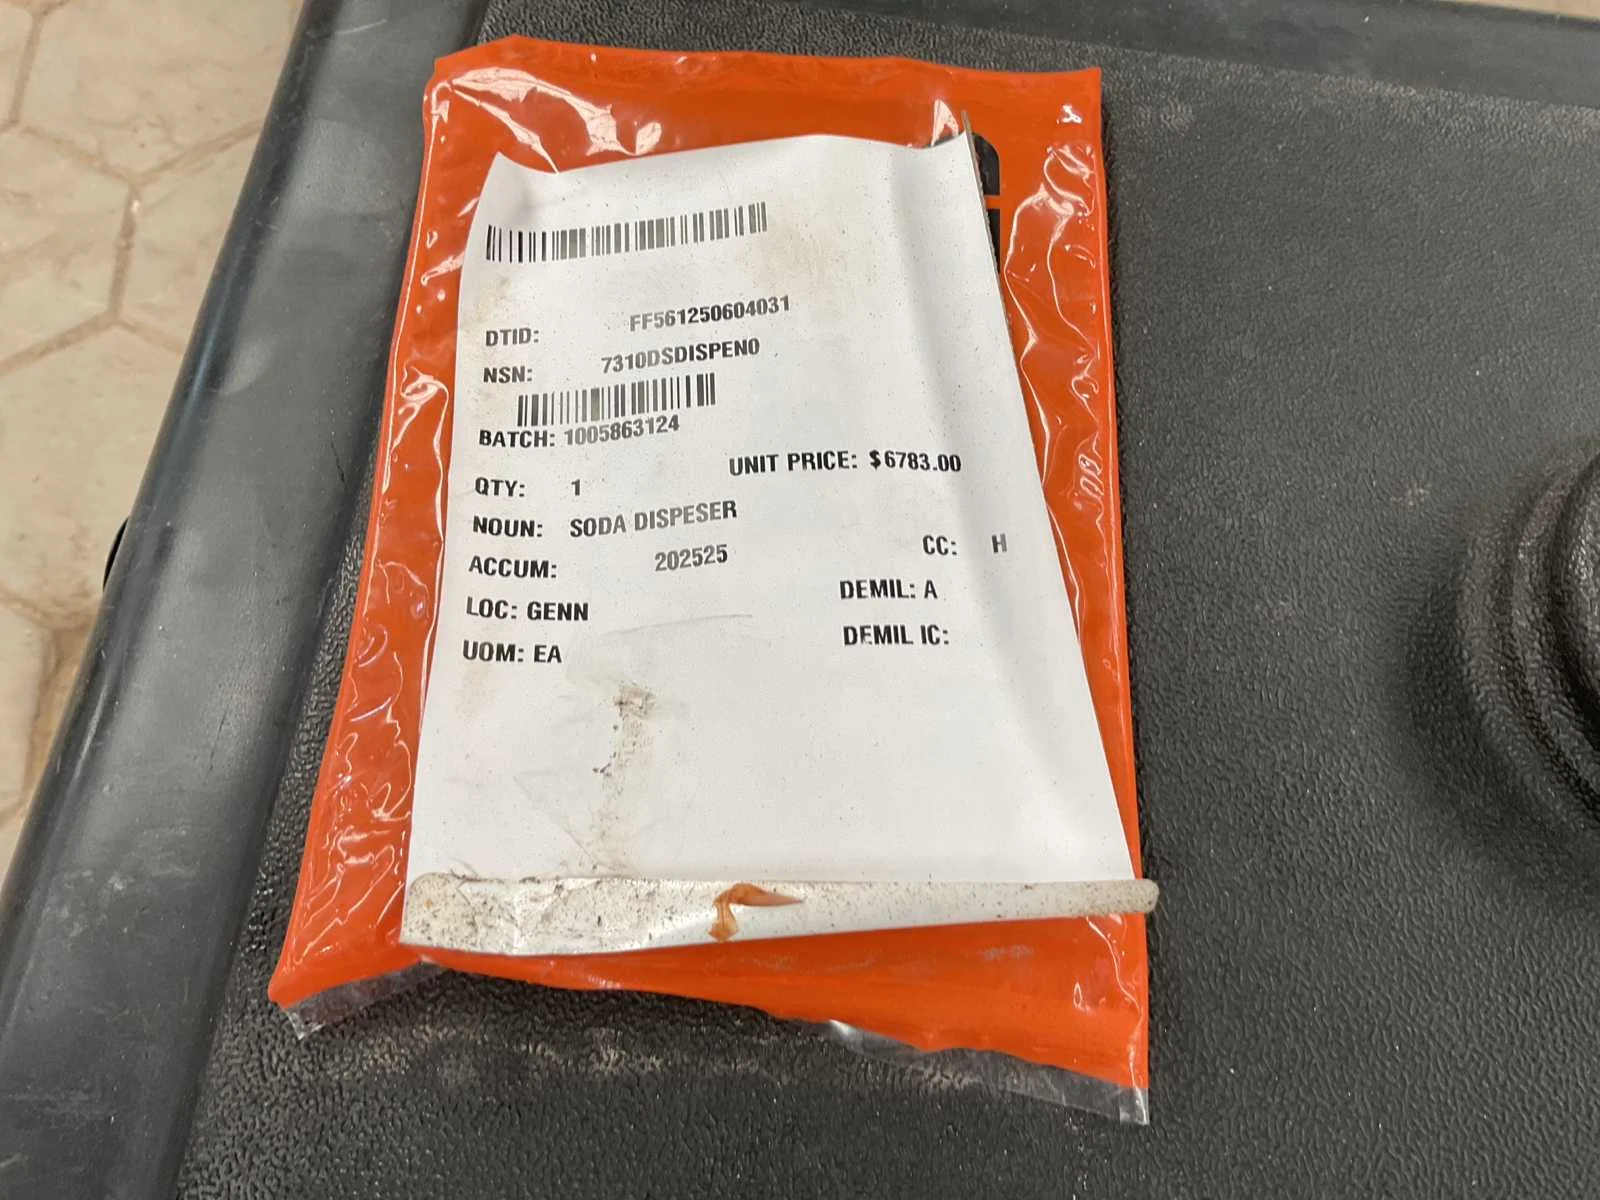 DTID: FF561250604031
NSN: 7310DSDISPEN0
BATCH: 1005863124
UNIT PRICE: $6783.00
QTY: 1
NOUN: SODA DISPESER
ACCUM: 202525
CC: H
LOC: GENN
DEMIL: A
UOM: EA
DEMIL IC: